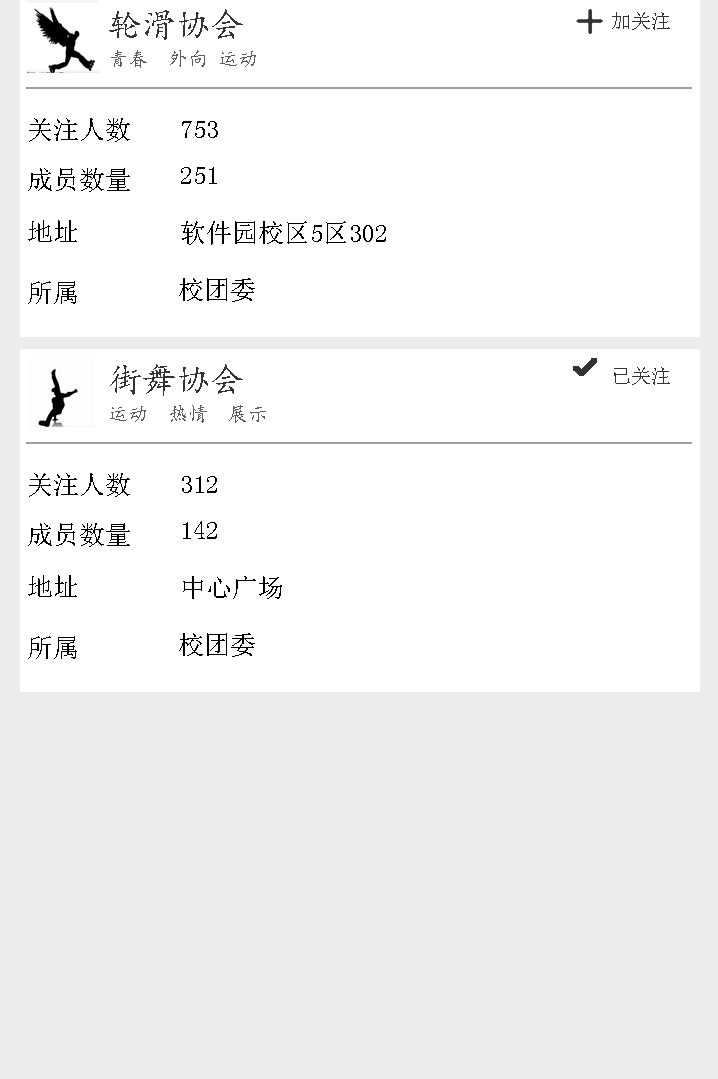 轮滑协会 加关注
青春 外向 运动
关注人数 753
成员数量 251
地址 软件园校区5区302
所属 校团委
街舞协会 已关注
运动 热情 展示
关注人数 312
成员数量 142
地址 中心广场
所属 校团委